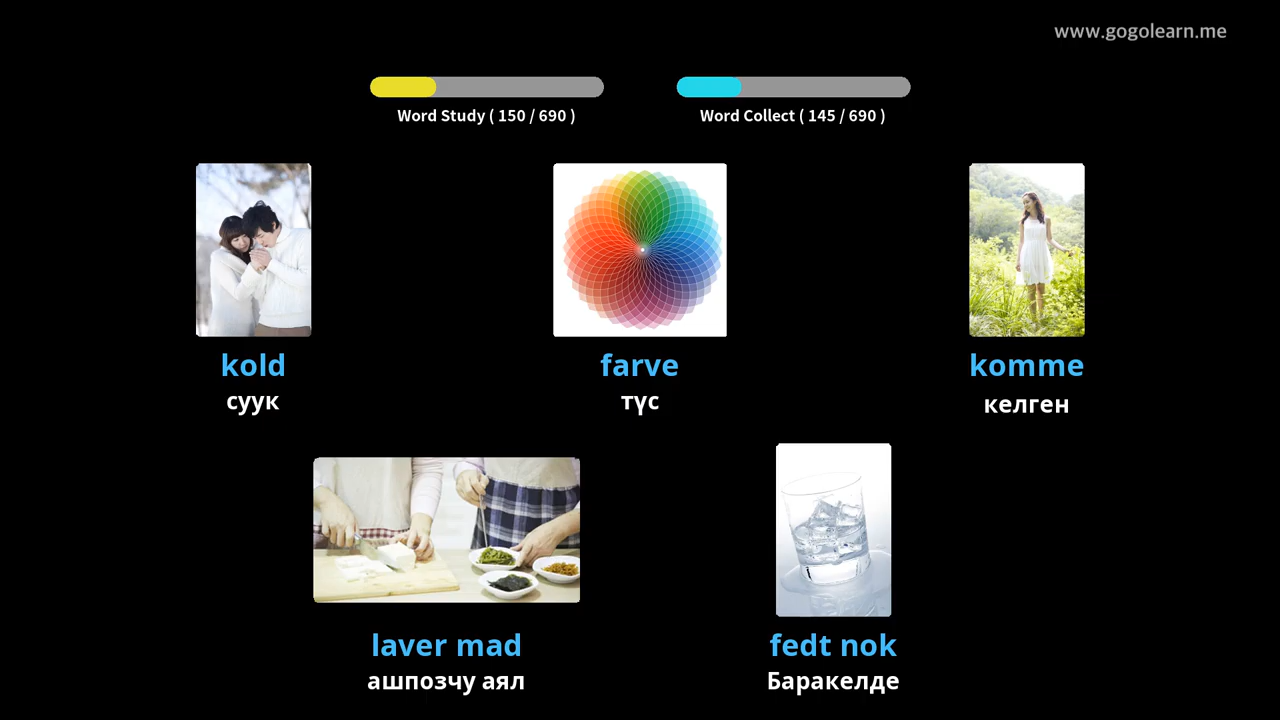 www.gogolearn.me
Word Study ( 150 / 690 )
Word Collect ( 145 / 690 )
kold
суук
farve
түс
komme
келген
laver mad
ашпозчу аял
fedt nok
Баракелде